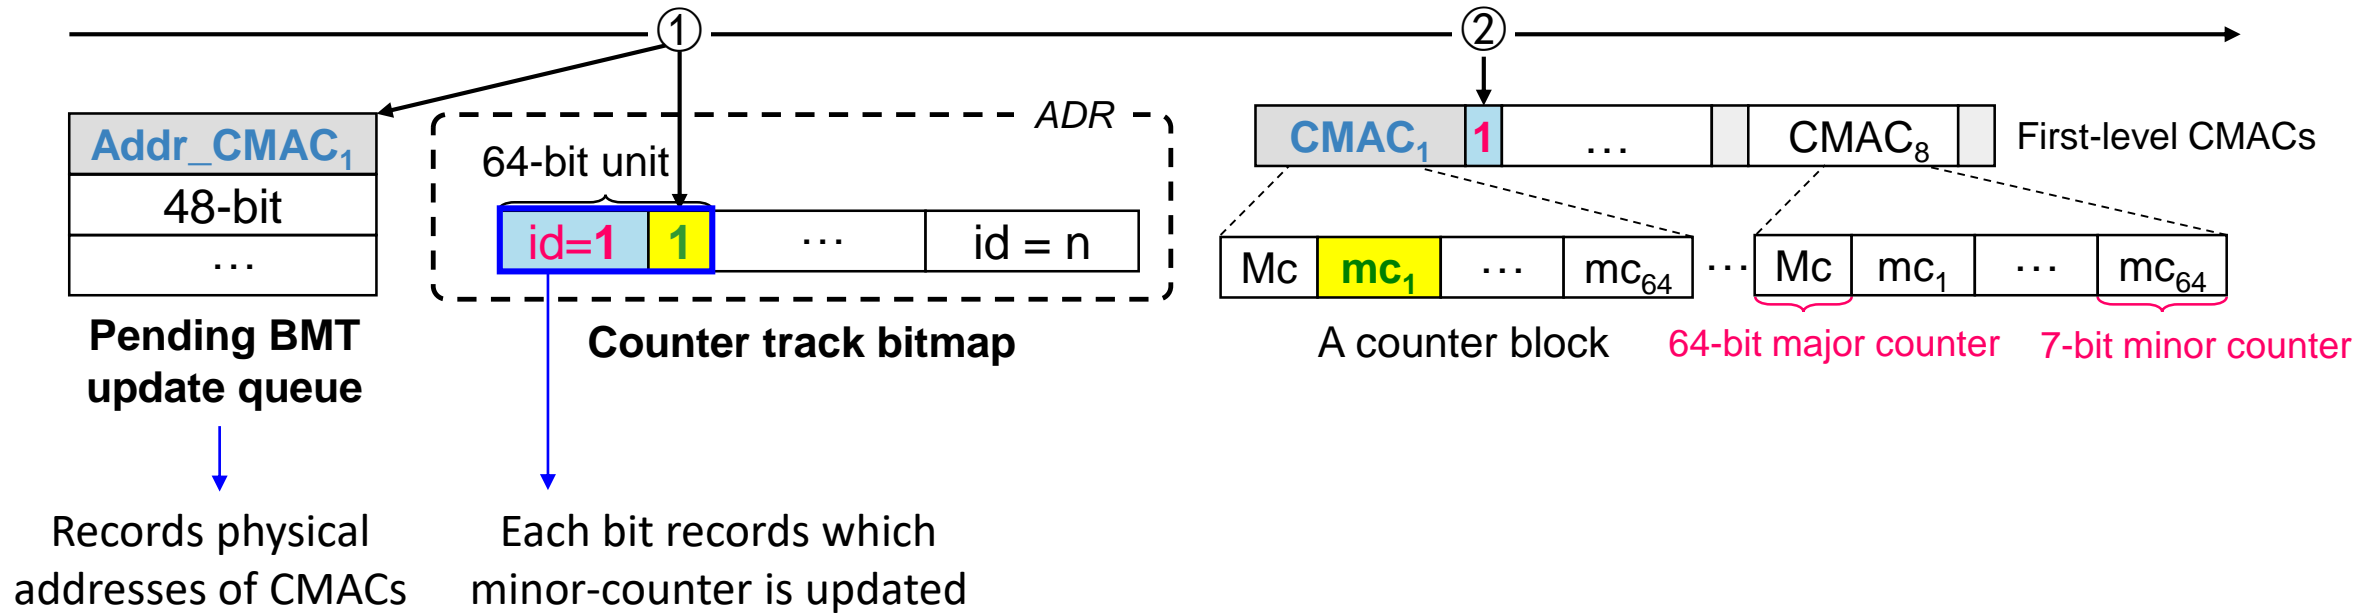 ① ②
ADR
Addr_CMAC₁
48-bit
...
Pending BMT
update queue
Records physical
addresses of CMACs
64-bit unit
id=1 1 ... id = n
Counter track bitmap
Each bit records which
minor-counter is updated
CMAC₁ 1 ... CMAC₈ First-level CMACs
Mc mc₁ ... mc₆₄ ... Mc mc₁ ... mc₆₄
A counter block 64-bit major counter 7-bit minor counter